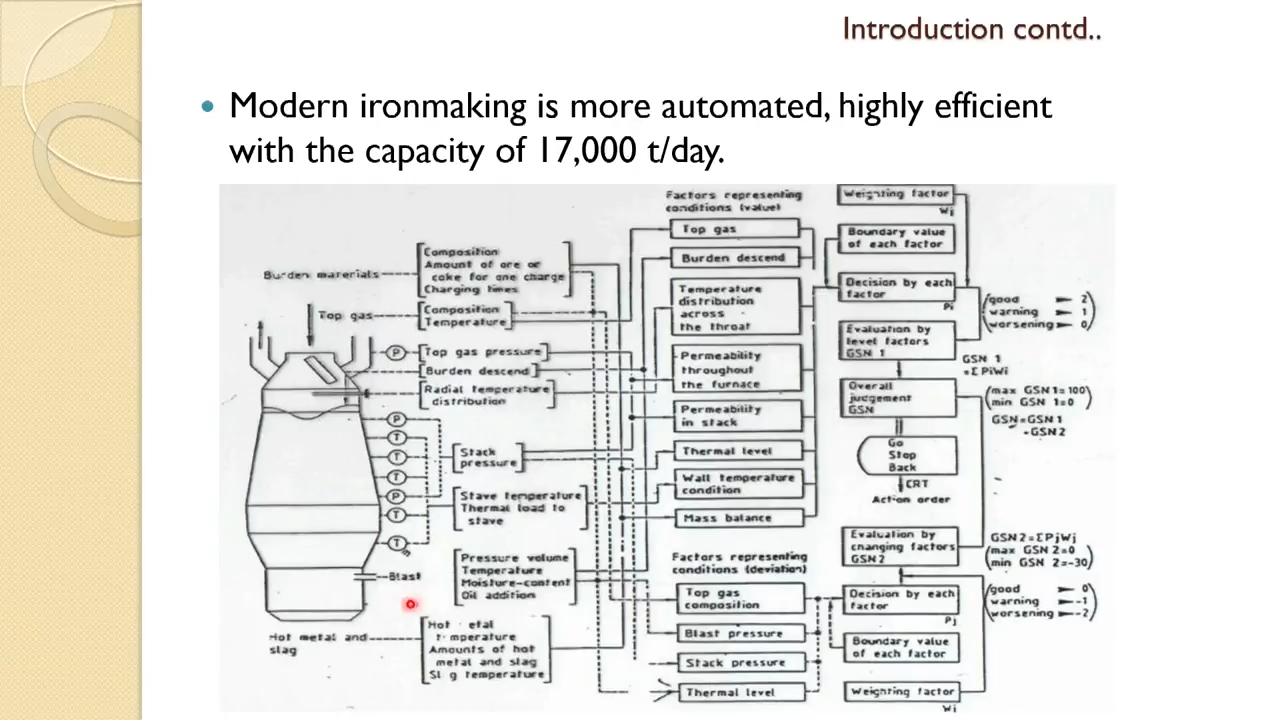 Introduction contd..
Modern ironmaking is more automated, highly efficient
with the capacity of 17,000 t/day.
Burden materials
Composition
Amount of ore or
coke for one charge
Charging times
Top gas
Composition
Temperature
P
Top gas pressure
Burden descend
Radial temperature
distribution
P
T
T
T
P
T
T
Stack
pressure
Stave temperature
Thermal load to
stave
Blast
Pressure volume
Temperature
Moisture-content
Oil addition
Hot metal and
slag
Hot etal
t mperature
Amounts of hot
metal and slag
Sl g temperature
Factors representing
conditions (value)
Top gas
Burden descend
Temperature
distribution
across
the throat
Permeability
throughout
the furnace
Permeability
in stack
Thermal level
Wall temperature
condition
Mass balance
Factors representing
conditions (deviation)
Top gas
composition
Blast pressure
Stack pressure
Thermal level
Weighting factor
Wi
Boundary value
of each factor
Decision by each
factor
Pi
(good 2
warning 1
worsening 0)
Evaluation by
level factors
GSN 1
GSN 1
=ΣPiWi
Overall
judgement
GSN
(max GSN 1=100
min GSN 1=0)
GSN=GSN 1
-GSN 2
Go
Stop
Back
CRT
Action order
Evaluation by
changing factors
GSN2
GSN 2=ΣPjWj
(max GSN 2=0
min GSN 2=-30)
Decision by each
factor
Pj
(good 0
warning -1
worsening -2)
Boundary value
of each factor
Weighting factor
Wj